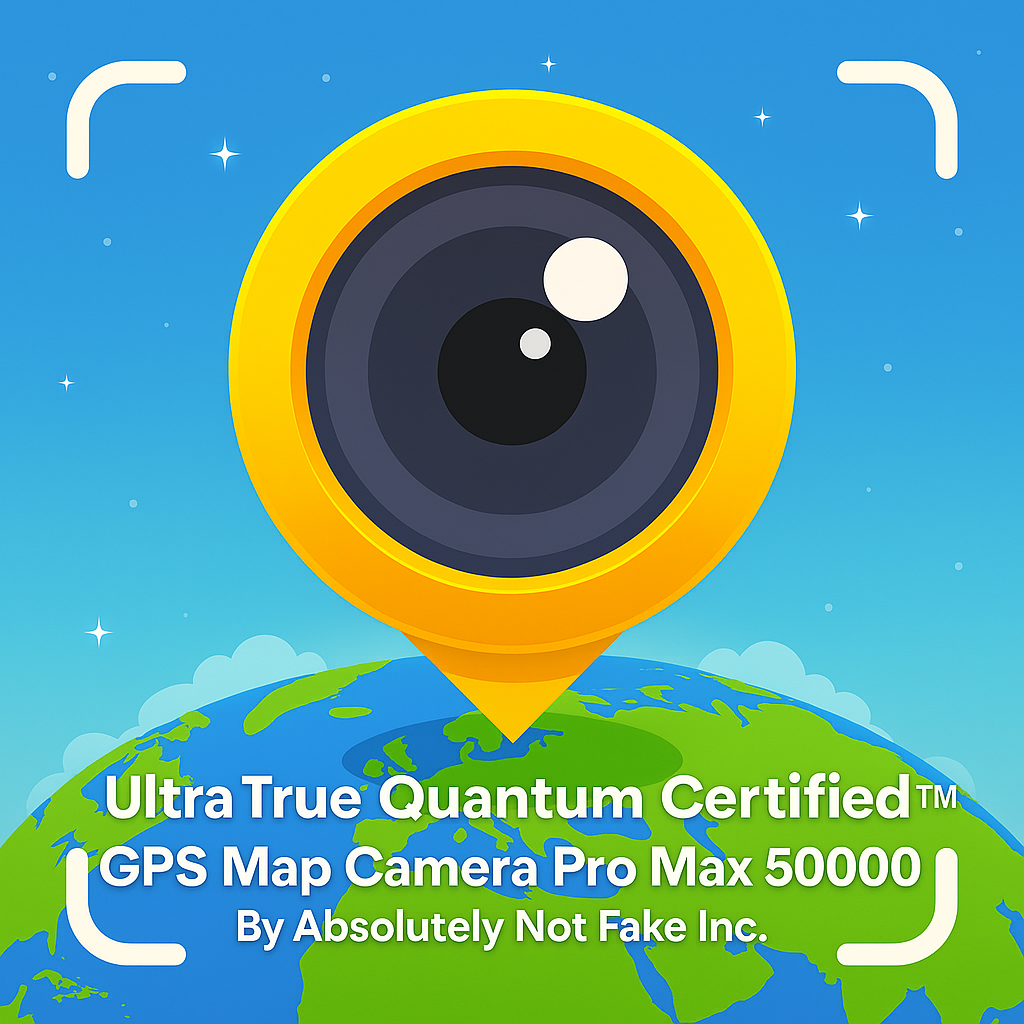 Ultra True Quantum Certified™
GPS Map Camera Pro Max 50000
By Absolutely Not Fake Inc.